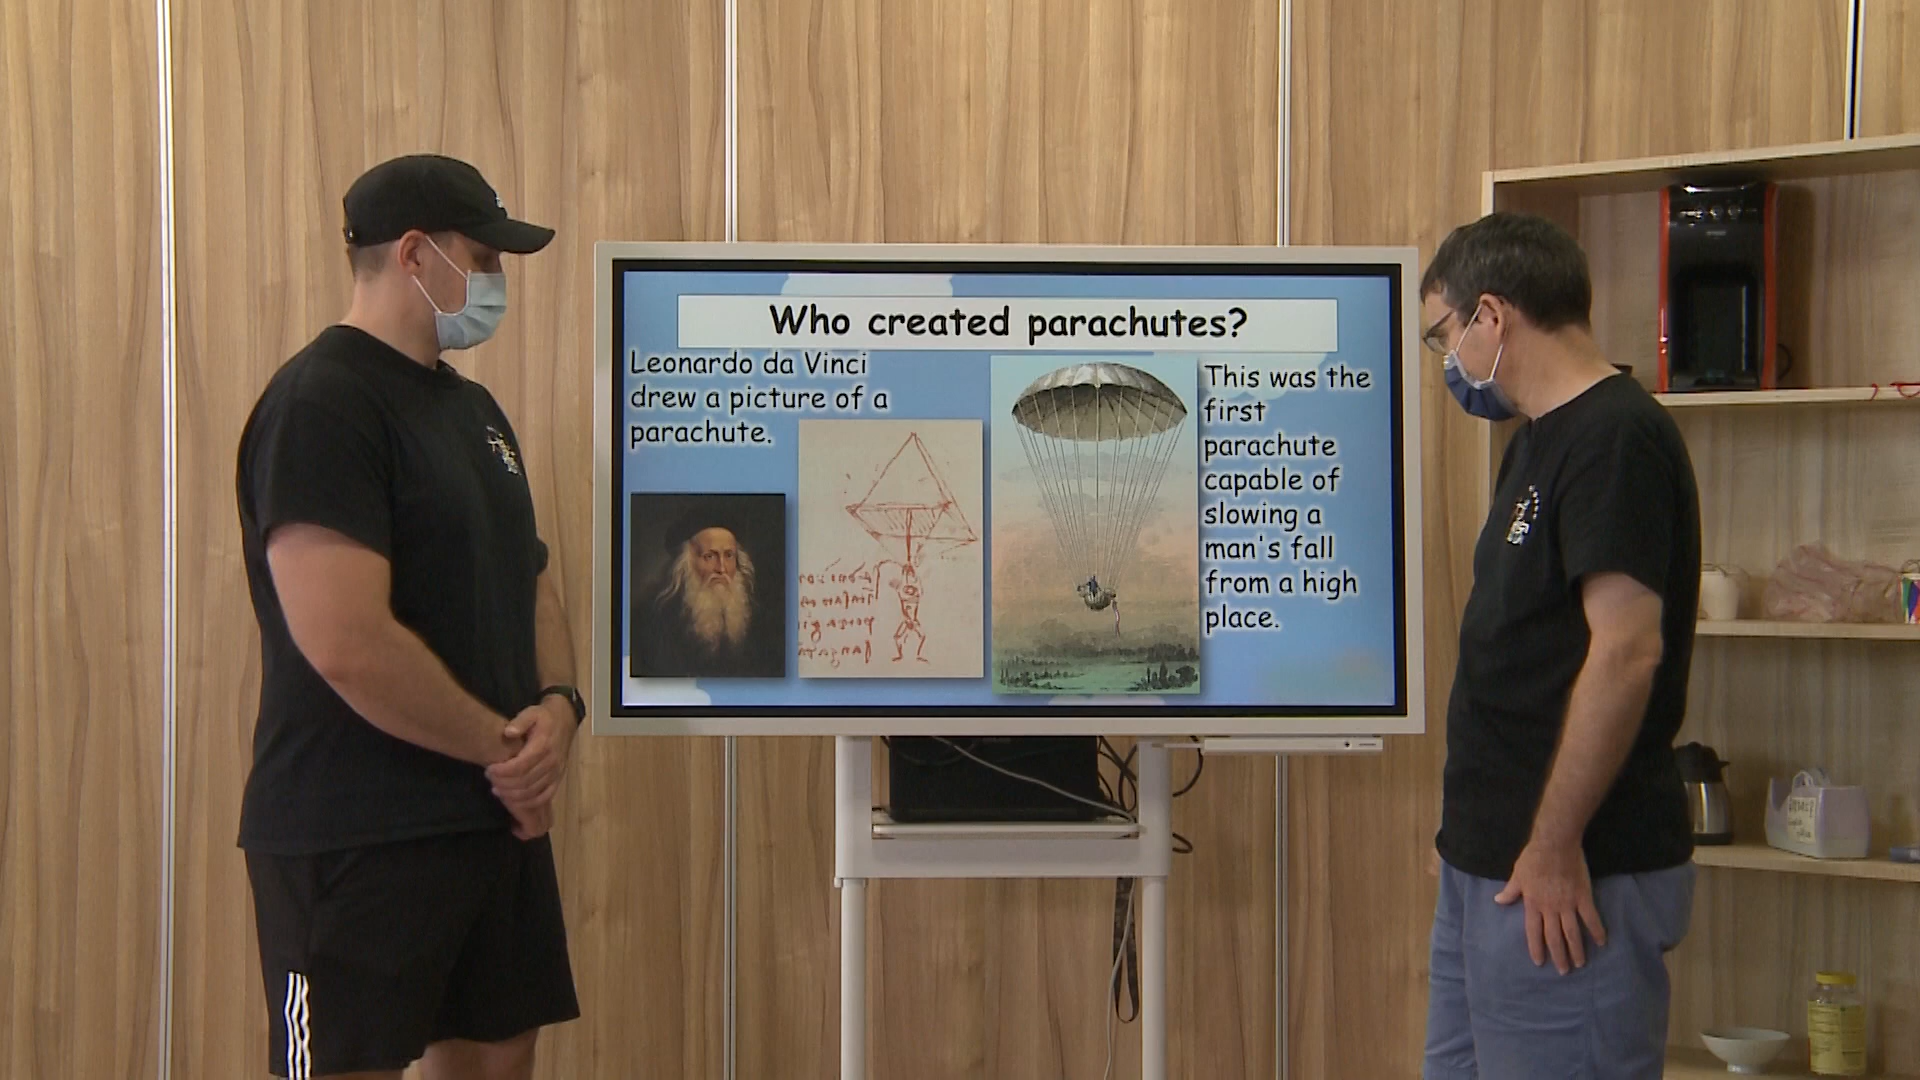 Who created parachutes?
Leonardo da Vinci
drew a picture of a
parachute.
This was the
first
parachute
capable of
slowing a
man's fall
from a high
place.